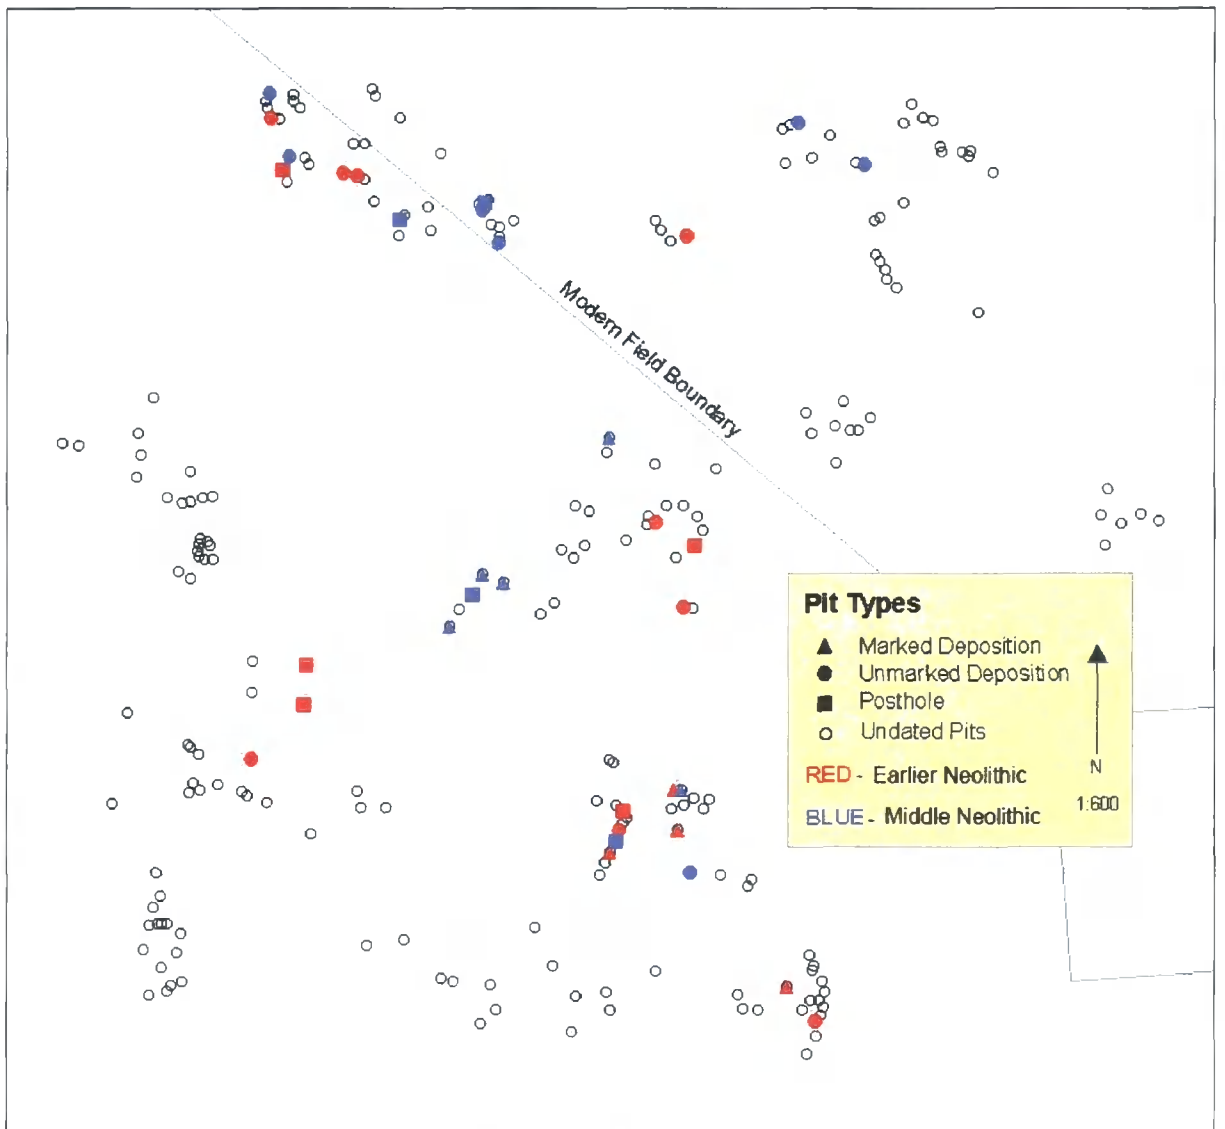 Modern Field Boundary
Pit Types
Marked Deposition
Unmarked Deposition
Posthole
Undated Pits
N
RED - Earlier Neolithic
1:600
BLUE - Middle Neolithic